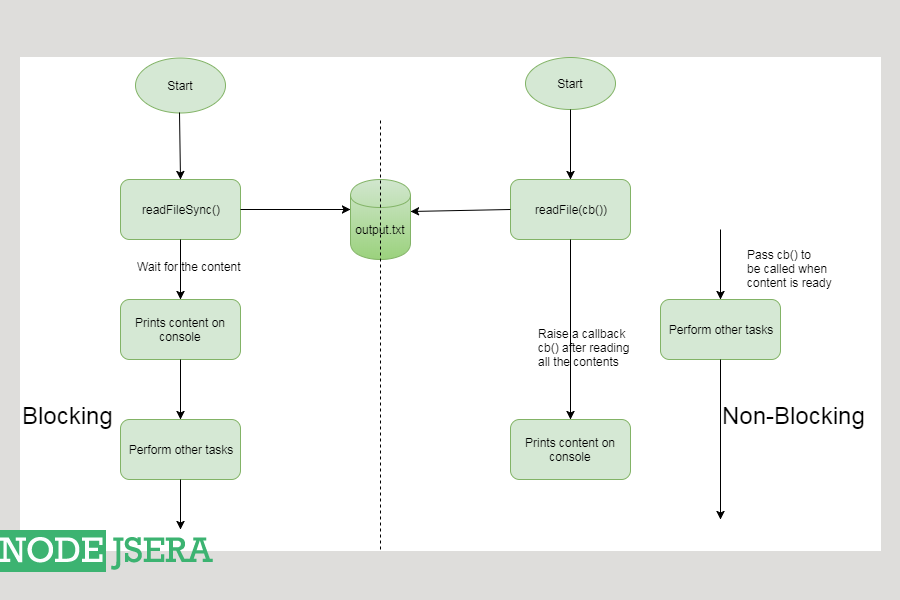 Start
Start
readFileSync()
output.txt
readFile(cb())
Wait for the content
Pass cb() to
be called when
content is ready
Prints content on
console
Raise a callback
cb() after reading
all the contents
Perform other tasks
Blocking
Perform other tasks
Prints content on
console
Non-Blocking
NODE JSERA